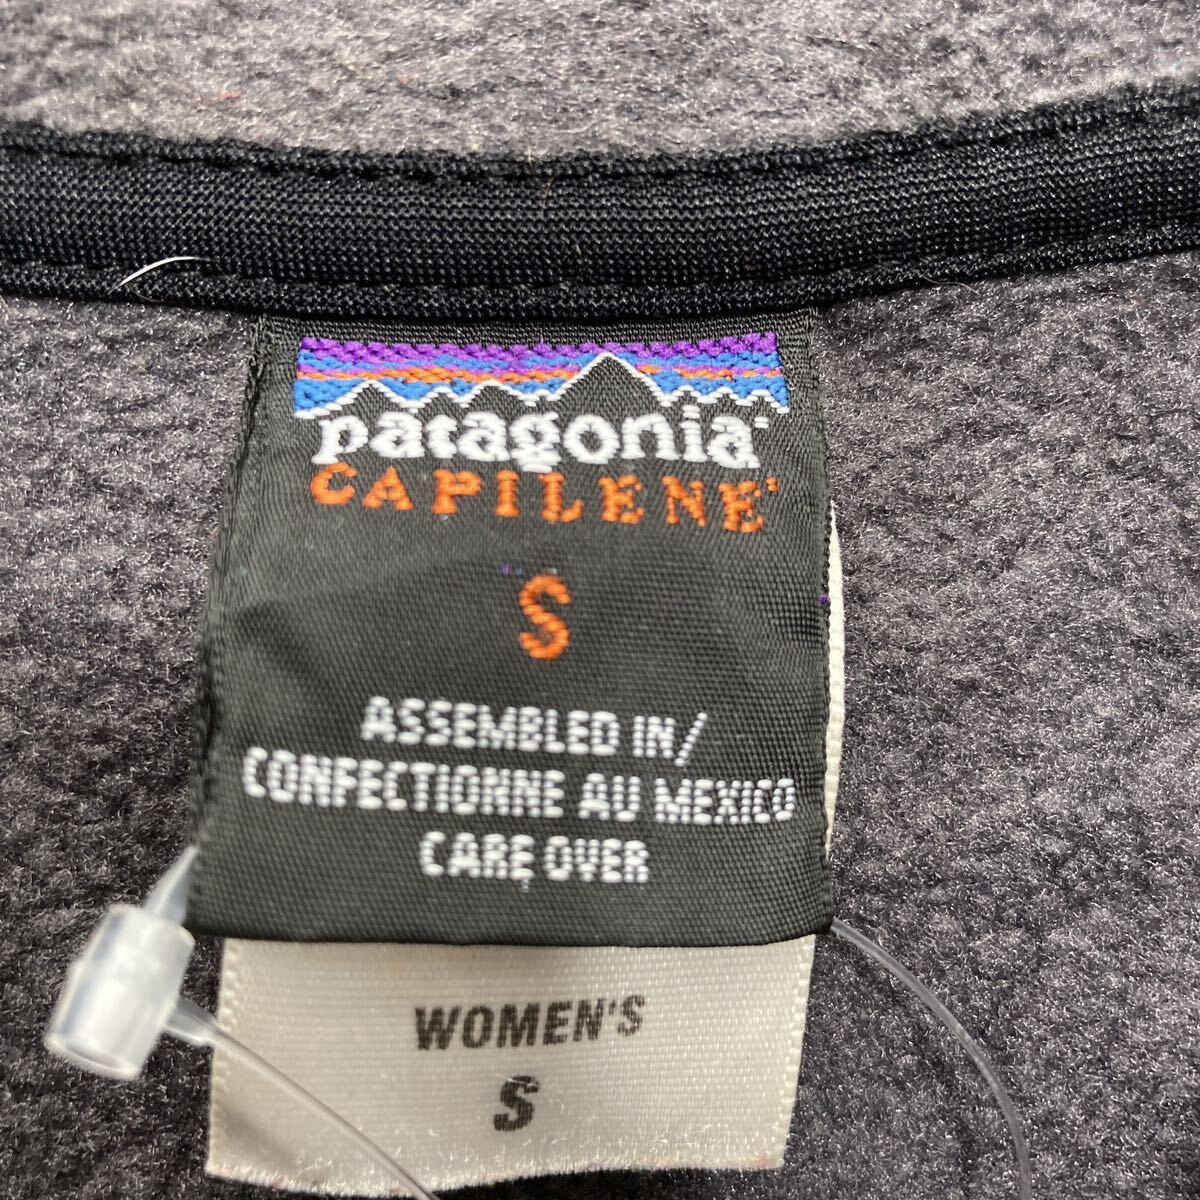 patagonia
CAPILENE
S
ASSEMBLED IN/
CONFECTIONNE AU MEXICO
CARE OVER
WOMEN'S
S